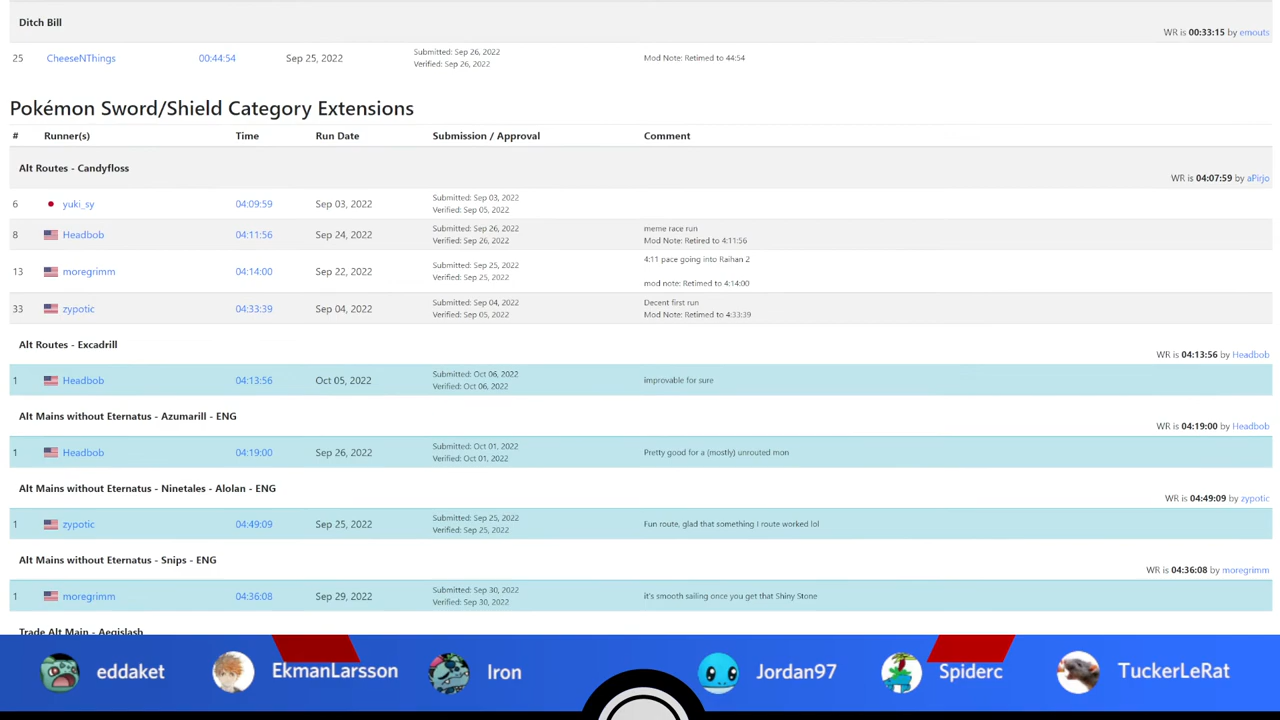 Ditch Bill
WR is 00:33:15 by emouts
25 CheeseNThings 00:44:54 Sep 25, 2022 Submitted: Sep 26, 2022 Mod Note: Retimed to 44:54
Verified: Sep 26, 2022
Pokémon Sword/Shield Category Extensions
# Runner(s) Time Run Date Submission / Approval Comment
Alt Routes - Candyfloss
WR is 04:07:59 by aPirjo
6 yuki_sy 04:09:59 Sep 03, 2022 Submitted: Sep 03, 2022
Verified: Sep 05, 2022
8 Headbob 04:11:56 Sep 24, 2022 Submitted: Sep 26, 2022 meme race run
Verified: Sep 26, 2022 Mod Note: Retired to 4:11:56
13 moregrimm 04:14:00 Sep 22, 2022 Submitted: Sep 25, 2022 4:11 pace going into Raihan 2
Verified: Sep 25, 2022 mod note: Retimed to 4:14:00
33 zypotic 04:33:39 Sep 04, 2022 Submitted: Sep 04, 2022 Decent first run
Verified: Sep 05, 2022 Mod Note: Retimed to 4:33:39
Alt Routes - Excadrill
WR is 04:13:56 by Headbob
1 Headbob 04:13:56 Oct 05, 2022 Submitted: Oct 06, 2022 improvable for sure
Verified: Oct 06, 2022
Alt Mains without Eternatus - Azumarill - ENG
WR is 04:19:00 by Headbob
1 Headbob 04:19:00 Sep 26, 2022 Submitted: Oct 01, 2022 Pretty good for a (mostly) unrouted mon
Verified: Oct 01, 2022
Alt Mains without Eternatus - Ninetales - Alolan - ENG
WR is 04:49:09 by zypotic
1 zypotic 04:49:09 Sep 25, 2022 Submitted: Sep 25, 2022 Fun route, glad that something I route worked lol
Verified: Sep 25, 2022
Alt Mains without Eternatus - Snips - ENG
WR is 04:36:08 by moregrimm
1 moregrimm 04:36:08 Sep 29, 2022 Submitted: Sep 30, 2022 it's smooth sailing once you get that Shiny Stone
Verified: Sep 30, 2022
Trade Alt Main - Aegislash
eddaket EkmanLarsson Iron Jordan97 Spiderc TuckerLeRat